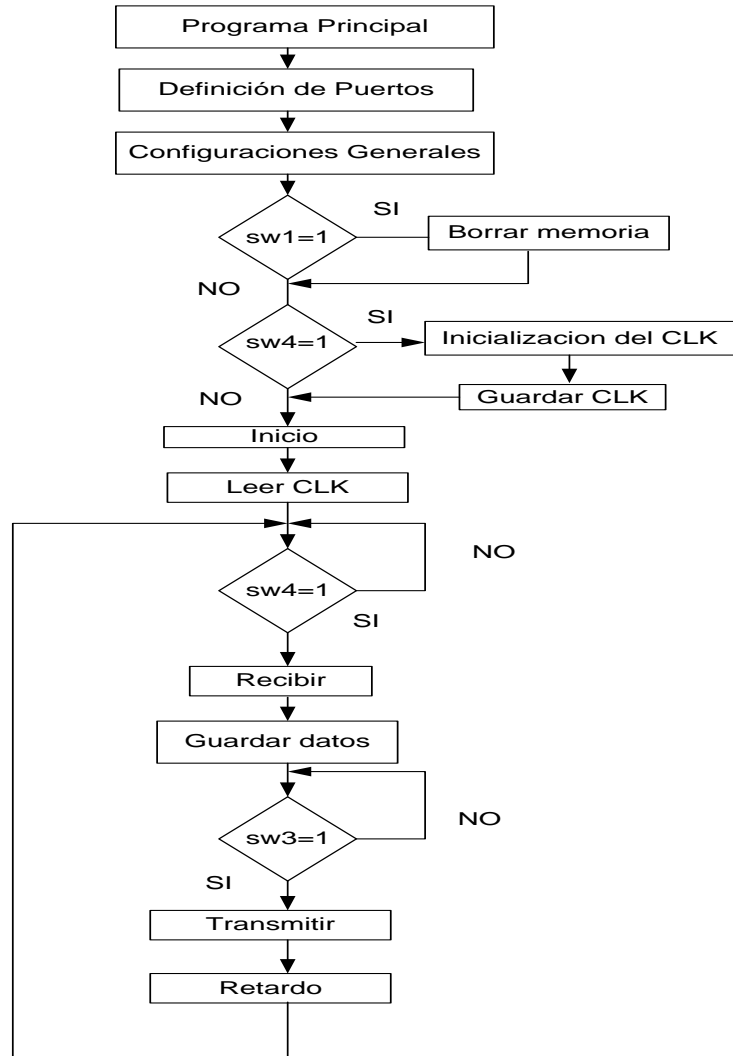 Programa Principal
Definición de Puertos
Configuraciones Generales
SI
sw1=1
Borrar memoria
NO
SI
sw4=1
Inicializacion del CLK
NO
Guardar CLK
Inicio
Leer CLK
NO
sw4=1
SI
Recibir
Guardar datos
NO
sw3=1
SI
Transmitir
Retardo